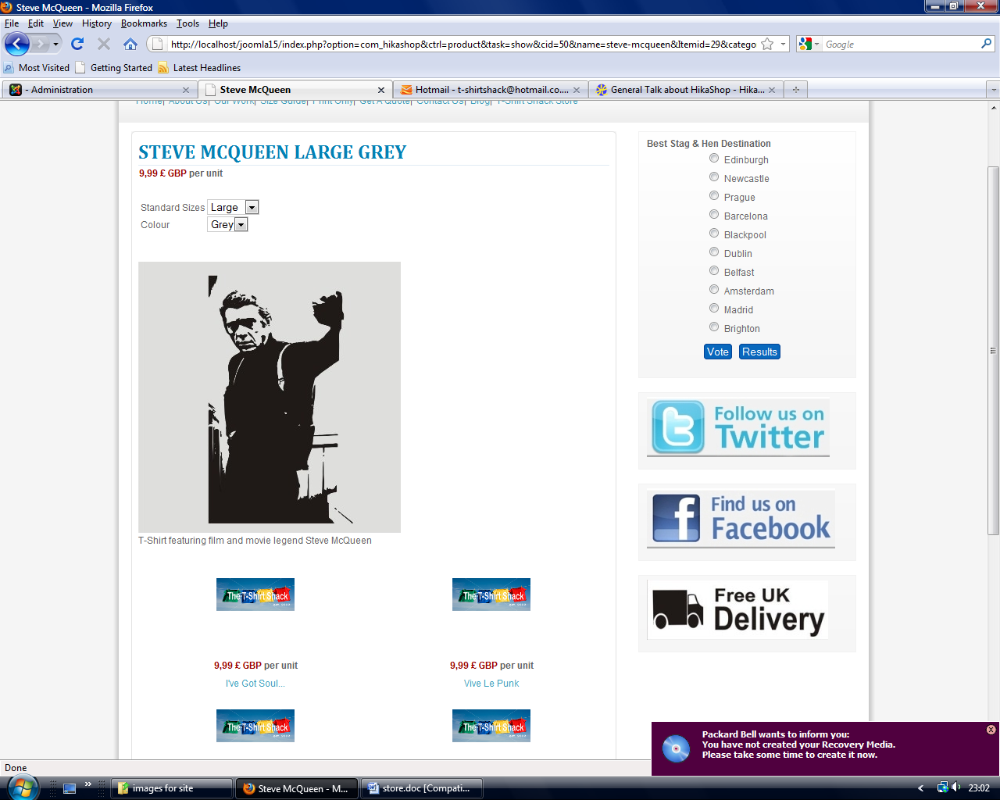 Steve McQueen - Mozilla Firefox
File Edit View History Bookmarks Tools Help
http://localhost/joomla15/index.php?option=com_hikashop&ctrl=product&task=show&cid=50&name=steve-mcqueen&Itemid=29&catego
Google
Most Visited Getting Started Latest Headlines
- Administration
Steve McQueen
Hotmail - t-shirtshack@hotmail.co....
General Talk about HikaShop - Hika...
Home| About Us| Our Work| Size Guide| Print Only| Get A Quote| Contact Us| Blog| T-Shirt Shack Store
STEVE MCQUEEN LARGE GREY
9,99 £ GBP per unit
Standard Sizes Large
Colour Grey
T-Shirt featuring film and movie legend Steve McQueen
The T-Shirt Shack
The T-Shirt Shack
9,99 £ GBP per unit
9,99 £ GBP per unit
I've Got Soul...
Vive Le Punk
The T-Shirt Shack
The T-Shirt Shack
Best Stag & Hen Destination
Edinburgh
Newcastle
Prague
Barcelona
Blackpool
Dublin
Belfast
Amsterdam
Madrid
Brighton
Vote Results
Follow us on
Twitter
Find us on
Facebook
Free UK
Delivery
Packard Bell wants to inform you:
You have not created your Recovery Media.
Please take some time to create it now.
Done
images for site
Steve McQueen - M...
store.doc [Compati...
23:02